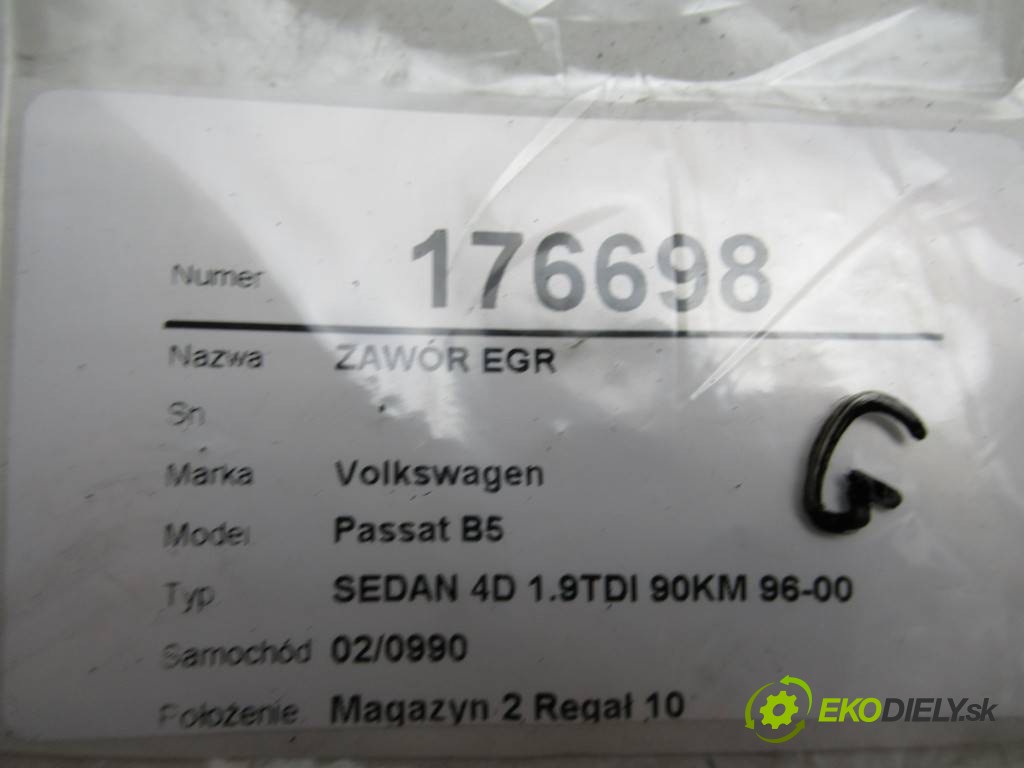 Numer 176698
Nazwa ZAWÓR EGR
Sn
Marka Volkswagen
Model Passat B5
Typ SEDAN 4D 1.9TDI 90KM 96-00
Samochód 02/0990
Położenie Magazyn 2 Regał 10
G
EKODIELY.sk